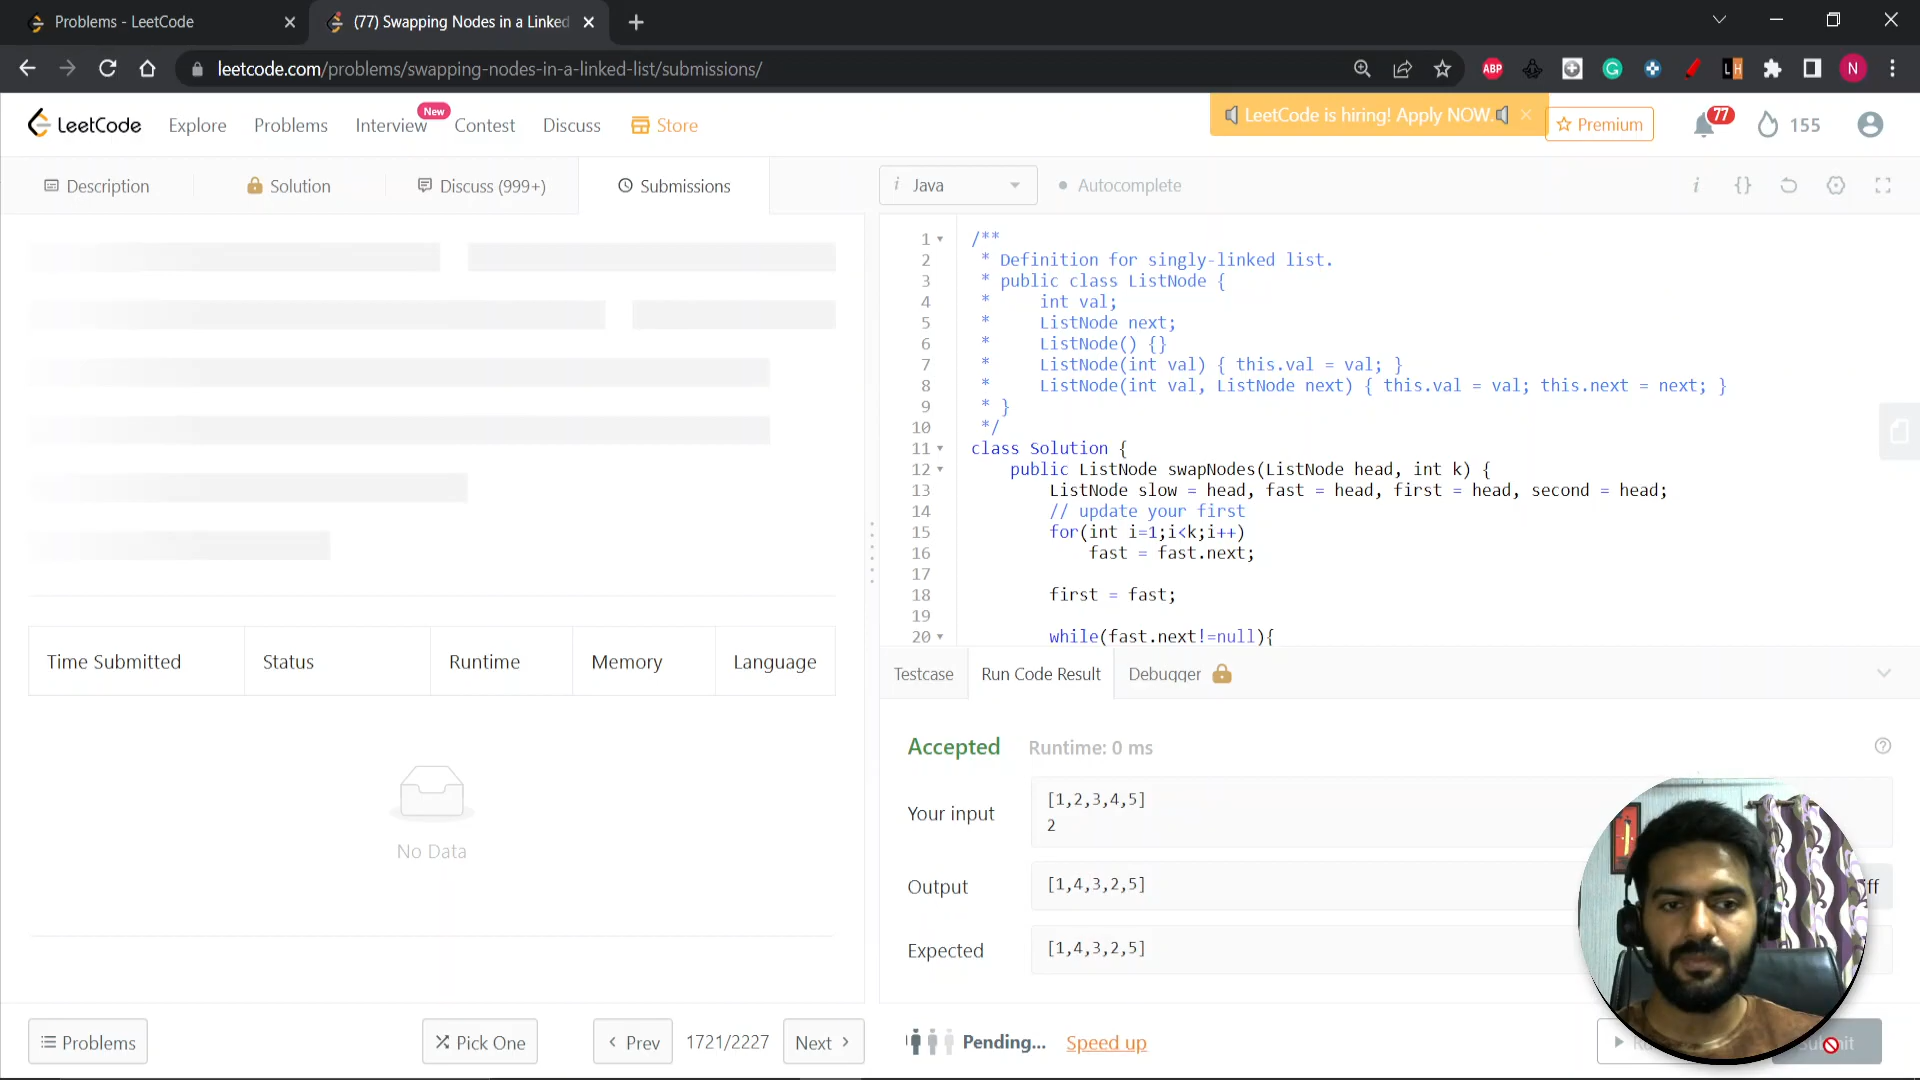 Problems - LeetCode
(77) Swapping Nodes in a Linked
leetcode.com/problems/swapping-nodes-in-a-linked-list/submissions/
ABP
G
LH
N
LeetCode
Explore
Problems
Interview
New
Contest
Discuss
Store
LeetCode is hiring! Apply NOW.
Premium
77
155
Description
Solution
Discuss (999+)
Submissions
i Java
Autocomplete
i {}
1 /**
2 * Definition for singly-linked list.
3 * public class ListNode {
4 *     int val;
5 *     ListNode next;
6 *     ListNode() {}
7 *     ListNode(int val) { this.val = val; }
8 *     ListNode(int val, ListNode next) { this.val = val; this.next = next; }
9 * }
10 */
11 class Solution {
12     public ListNode swapNodes(ListNode head, int k) {
13         ListNode slow = head, fast = head, first = head, second = head;
14         // update your first
15         for(int i=1;i<k;i++)
16             fast = fast.next;
17
18         first = fast;
19
20         while(fast.next!=null){
Time Submitted
Status
Runtime
Memory
Language
No Data
Testcase
Run Code Result
Debugger
Accepted
Runtime: 0 ms
Your input
[1,2,3,4,5]
2
Output
[1,4,3,2,5]
Expected
[1,4,3,2,5]
Problems
Pick One
Prev
1721/2227
Next
Pending...
Speed up